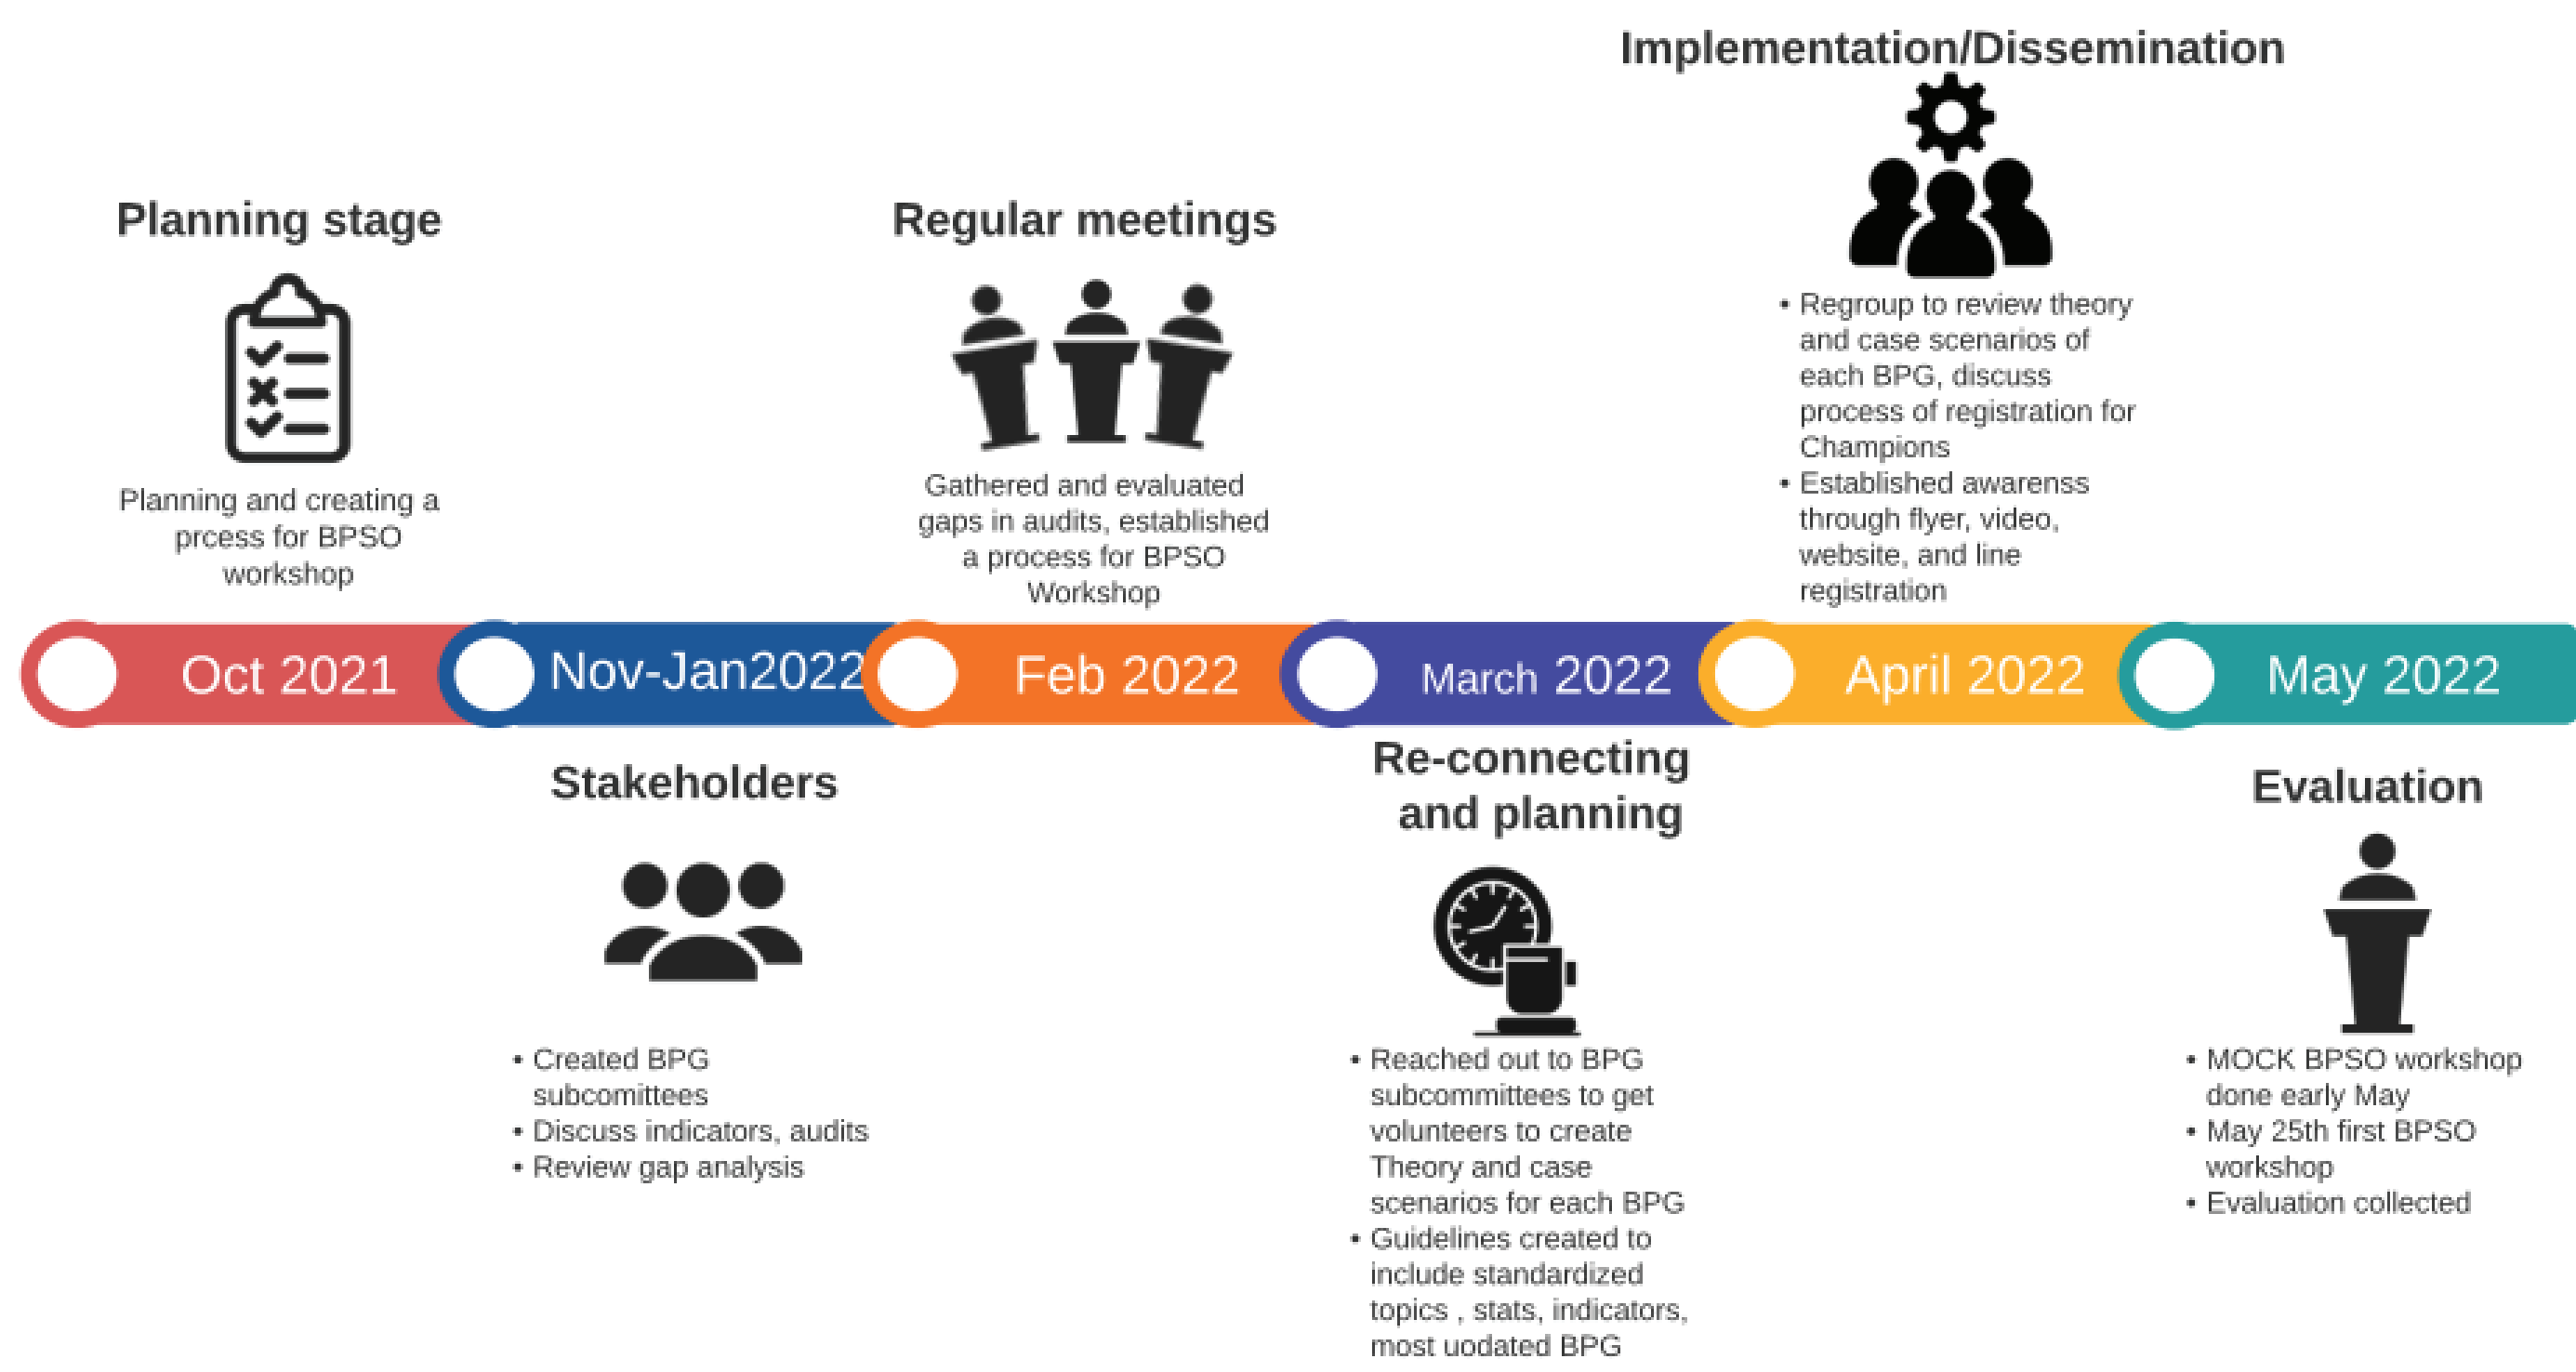 Implementation/Dissemination
Planning stage
Regular meetings
• Regroup to review theory
and case scenarios of
each BPG, discuss
process of registration for
Champions
• Established awarenss
through flyer, video,
website, and line
registration
Planning and creating a
prcess for BPSO
workshop
Gathered and evaluated
gaps in audits, established
a process for BPSO
Workshop
Oct 2021
Nov-Jan2022
Feb 2022
March 2022
April 2022
May 2022
Stakeholders
• Created BPG
subcomittees
• Discuss indicators, audits
• Review gap analysis
Re-connecting
and planning
• Reached out to BPG
subcommittees to get
volunteers to create
Theory and case
scenarios for each BPG
• Guidelines created to
include standardized
topics , stats, indicators,
most uodated BPG
Evaluation
• MOCK BPSO workshop
done early May
• May 25th first BPSO
workshop
• Evaluation collected